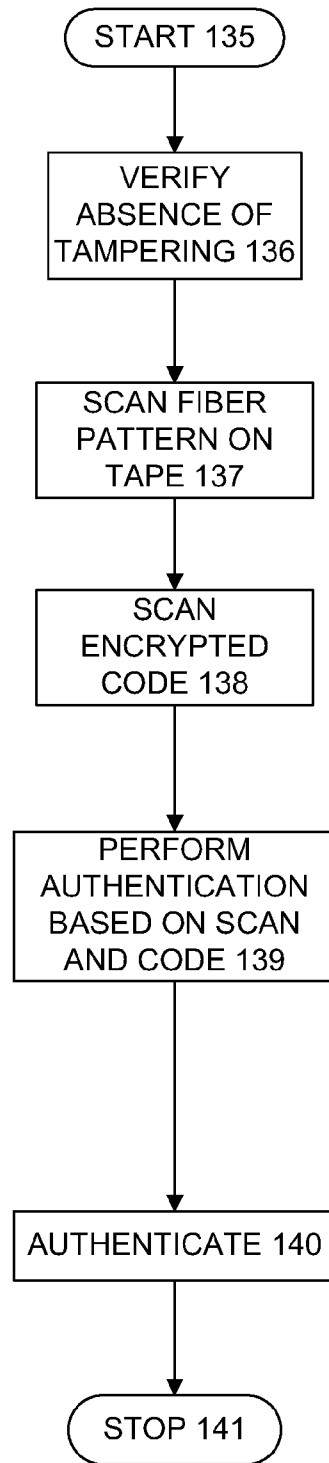 START 135
VERIFY
ABSENCE OF
TAMPERING 136
SCAN FIBER
PATTERN ON
TAPE 137
SCAN
ENCRYPTED
CODE 138
PERFORM
AUTHENTICATION
BASED ON SCAN
AND CODE 139
AUTHENTICATE 140
STOP 141